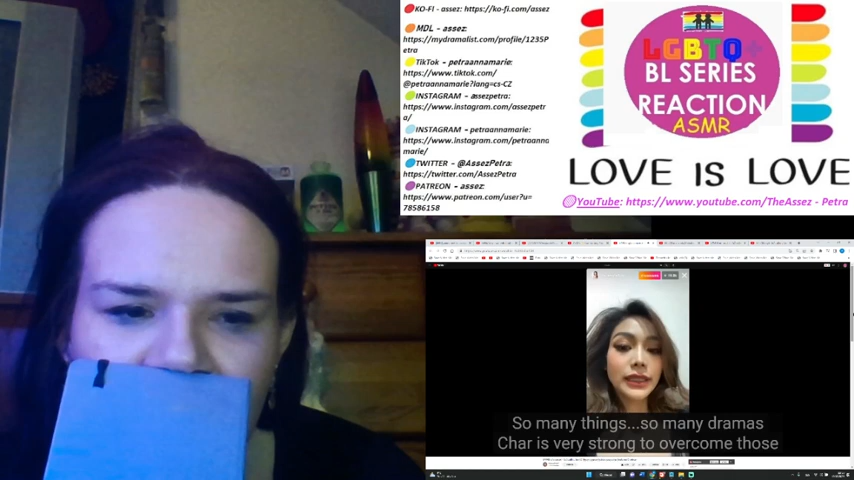 KO-FI - assez: https://ko-fi.com/assez
MDL - assez:
https://mydramalist.com/profile/1235P
etra
TikTok - petraannamarie:
https://www.tiktok.com/
@petraannamarie?lang=cs-CZ
INSTAGRAM - assezpetra:
https://www.instagram.com/assezpetr
a/
INSTAGRAM - petraannamarie:
https://www.instagram.com/petraanna
marie/
TWITTER - @AssezPetra:
https://twitter.com/AssezPetra
PATREON - assez:
https://www.patreon.com/user?u=
78586158
LGBTQ+
BL SERIES
REACTION
ASMR
LOVE IS LOVE
YouTube: https://www.youtube.com/TheAssez - Petra
So many things...so many dramas
Char is very strong to overcome those